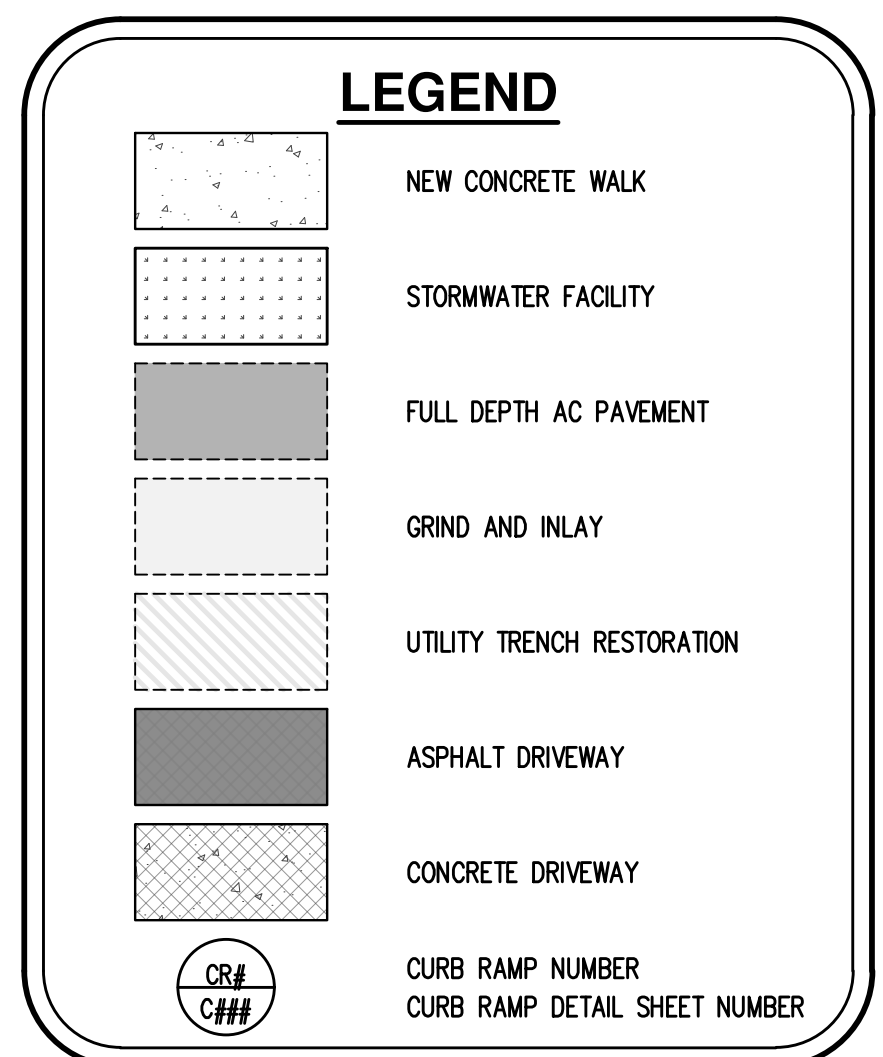 LEGEND
NEW CONCRETE WALK
STORMWATER FACILITY
FULL DEPTH AC PAVEMENT
GRIND AND INLAY
UTILITY TRENCH RESTORATION
ASPHALT DRIVEWAY
CONCRETE DRIVEWAY
CR#
C###
CURB RAMP NUMBER
CURB RAMP DETAIL SHEET NUMBER